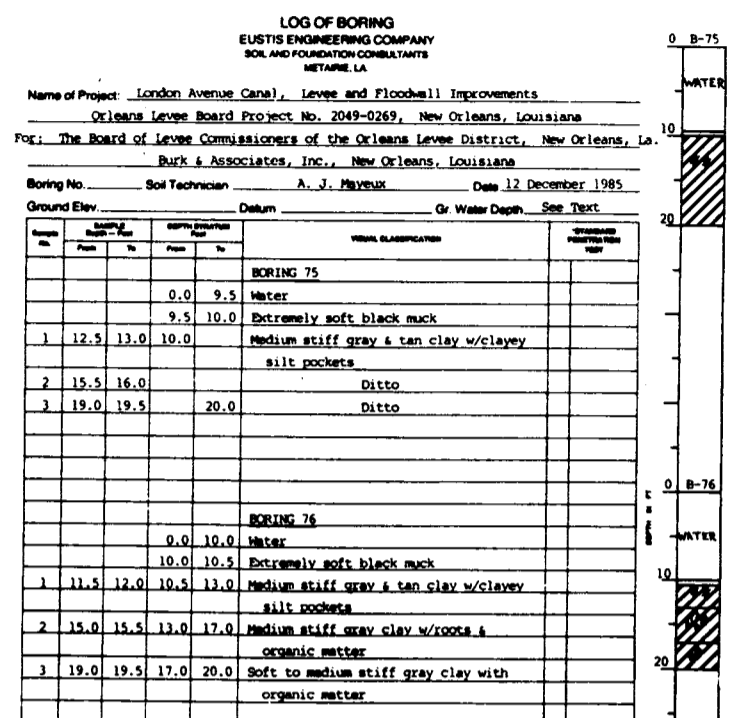 LOG OF BORING
EUSTIS ENGINEERING COMPANY
SOIL AND FOUNDATION CONSULTANTS
METAIRIE, LA
Name of Project: London Avenue Canal, Levee and Floodwall Improvements
Orleans Levee Board Project No. 2049-0269, New Orleans, Louisiana
For: The Board of Levee Commissioners of the Orleans Levee District, New Orleans, La.
Burk & Associates, Inc., New Orleans, Louisiana
Boring No. Soil Technician A. J. Mayeux Date 12 December 1985
Ground Elev. Datum Gr. Water Depth See Text
Sample No. SAMPLE Depth — Feet From To DEPTH STRATUM Feet From To VISUAL CLASSIFICATION STANDARD PENETRATION TEST
BORING 75
0.0 9.5 Water
9.5 10.0 Extremely soft black muck
1 12.5 13.0 10.0 Medium stiff gray & tan clay w/clayey
silt pockets
2 15.5 16.0 Ditto
3 19.0 19.5 20.0 Ditto
BORING 76
0.0 10.0 Water
10.0 10.5 Extremely soft black muck
1 11.5 12.0 10.5 13.0 Medium stiff gray & tan clay w/clayey
silt pockets
2 15.0 15.5 13.0 17.0 Medium stiff gray clay w/roots &
organic matter
3 19.0 19.5 17.0 20.0 Soft to medium stiff gray clay with
organic matter
0 B-75
WATER
10
20
0 B-76
DEPTH IN FT
WATER
10
20